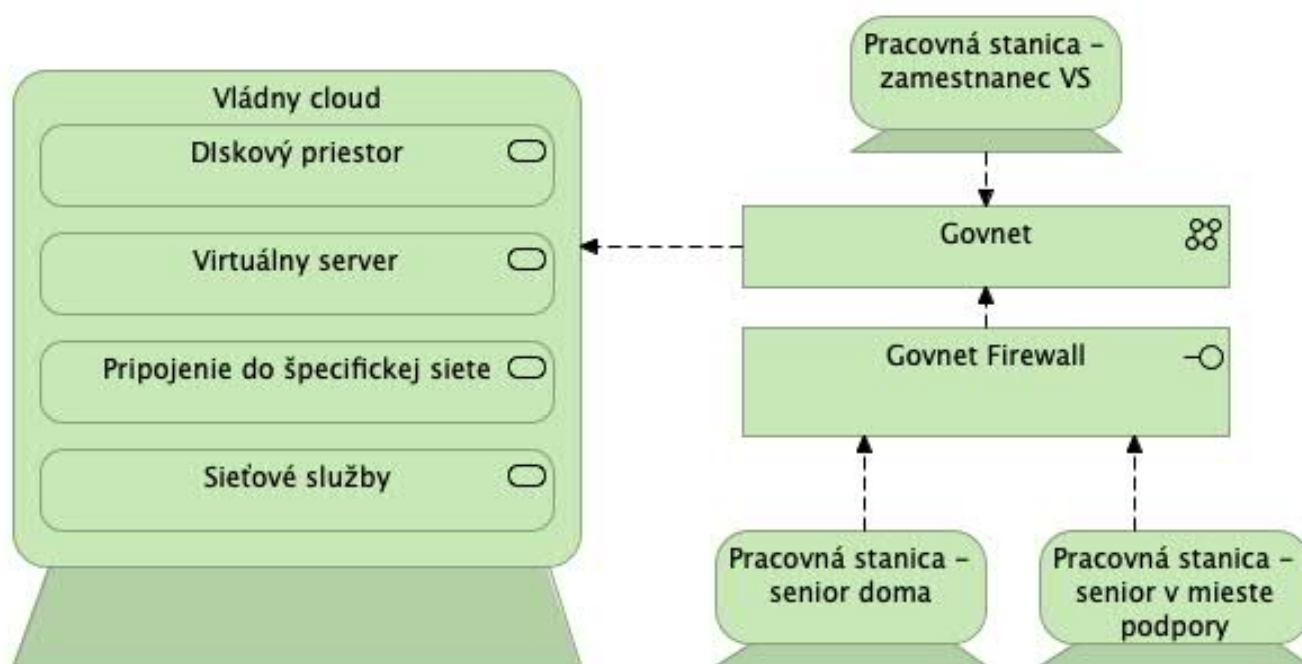 Vládny cloud
DIskový priestor
Virtuálny server
Pripojenie do špecifickej siete
Sieťové služby
Pracovná stanica –
zamestnanec VS
Govnet
Govnet Firewall
Pracovná stanica –
senior doma
Pracovná stanica –
senior v mieste
podpory